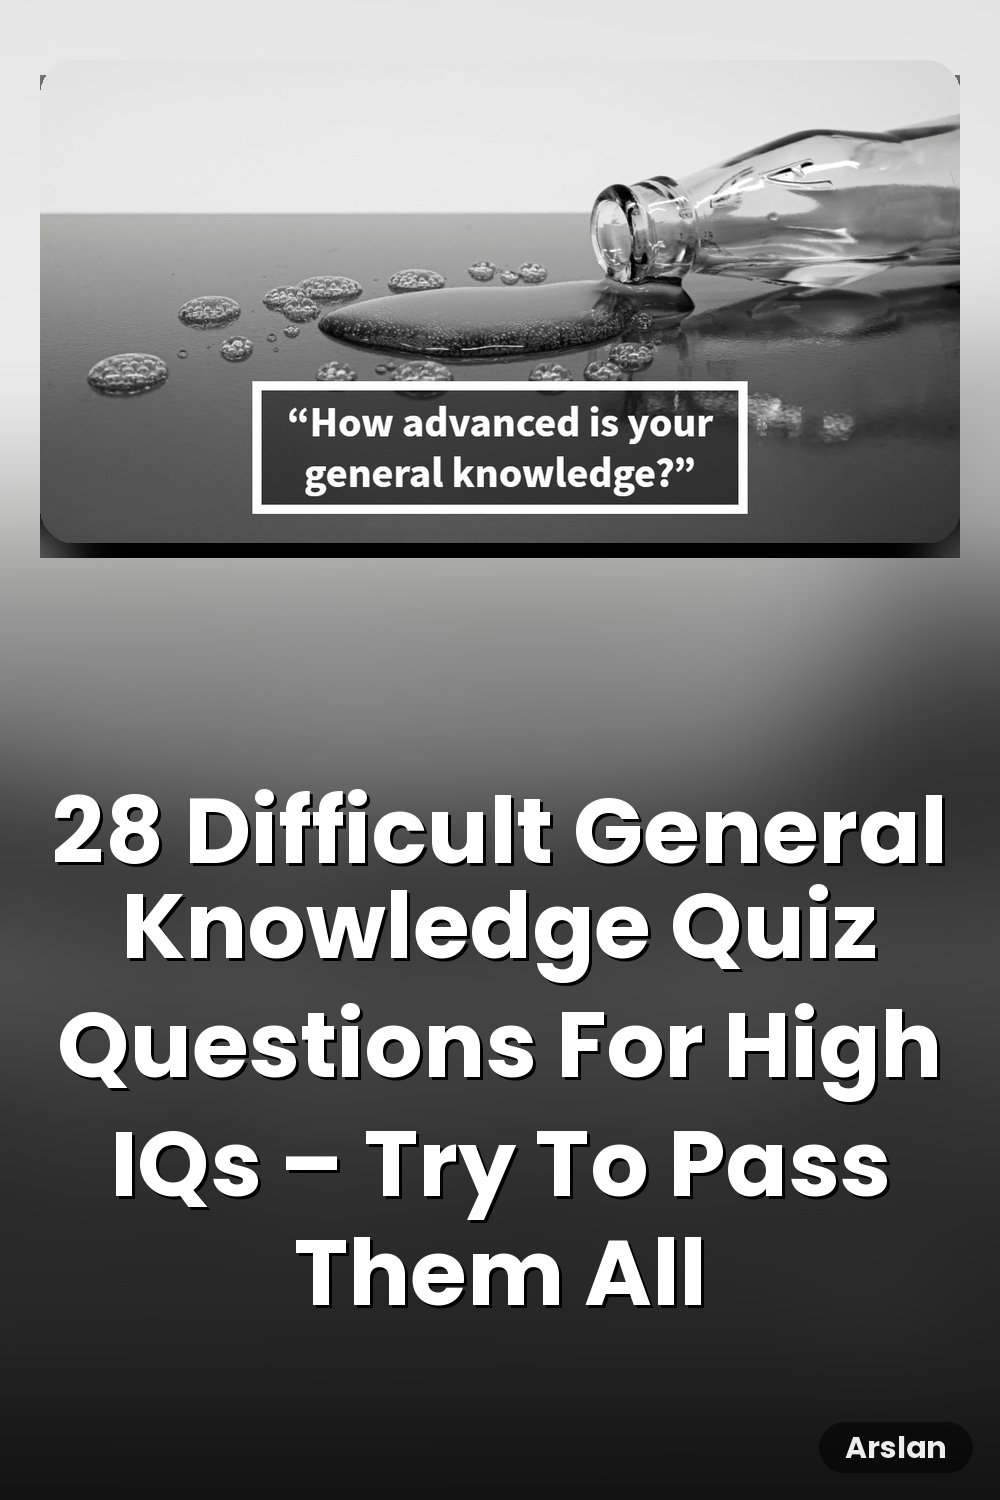 “How advanced is your
general knowledge?”
28 Difficult General
Knowledge Quiz
Questions For High
IQs – Try To Pass
Them All
Arslan